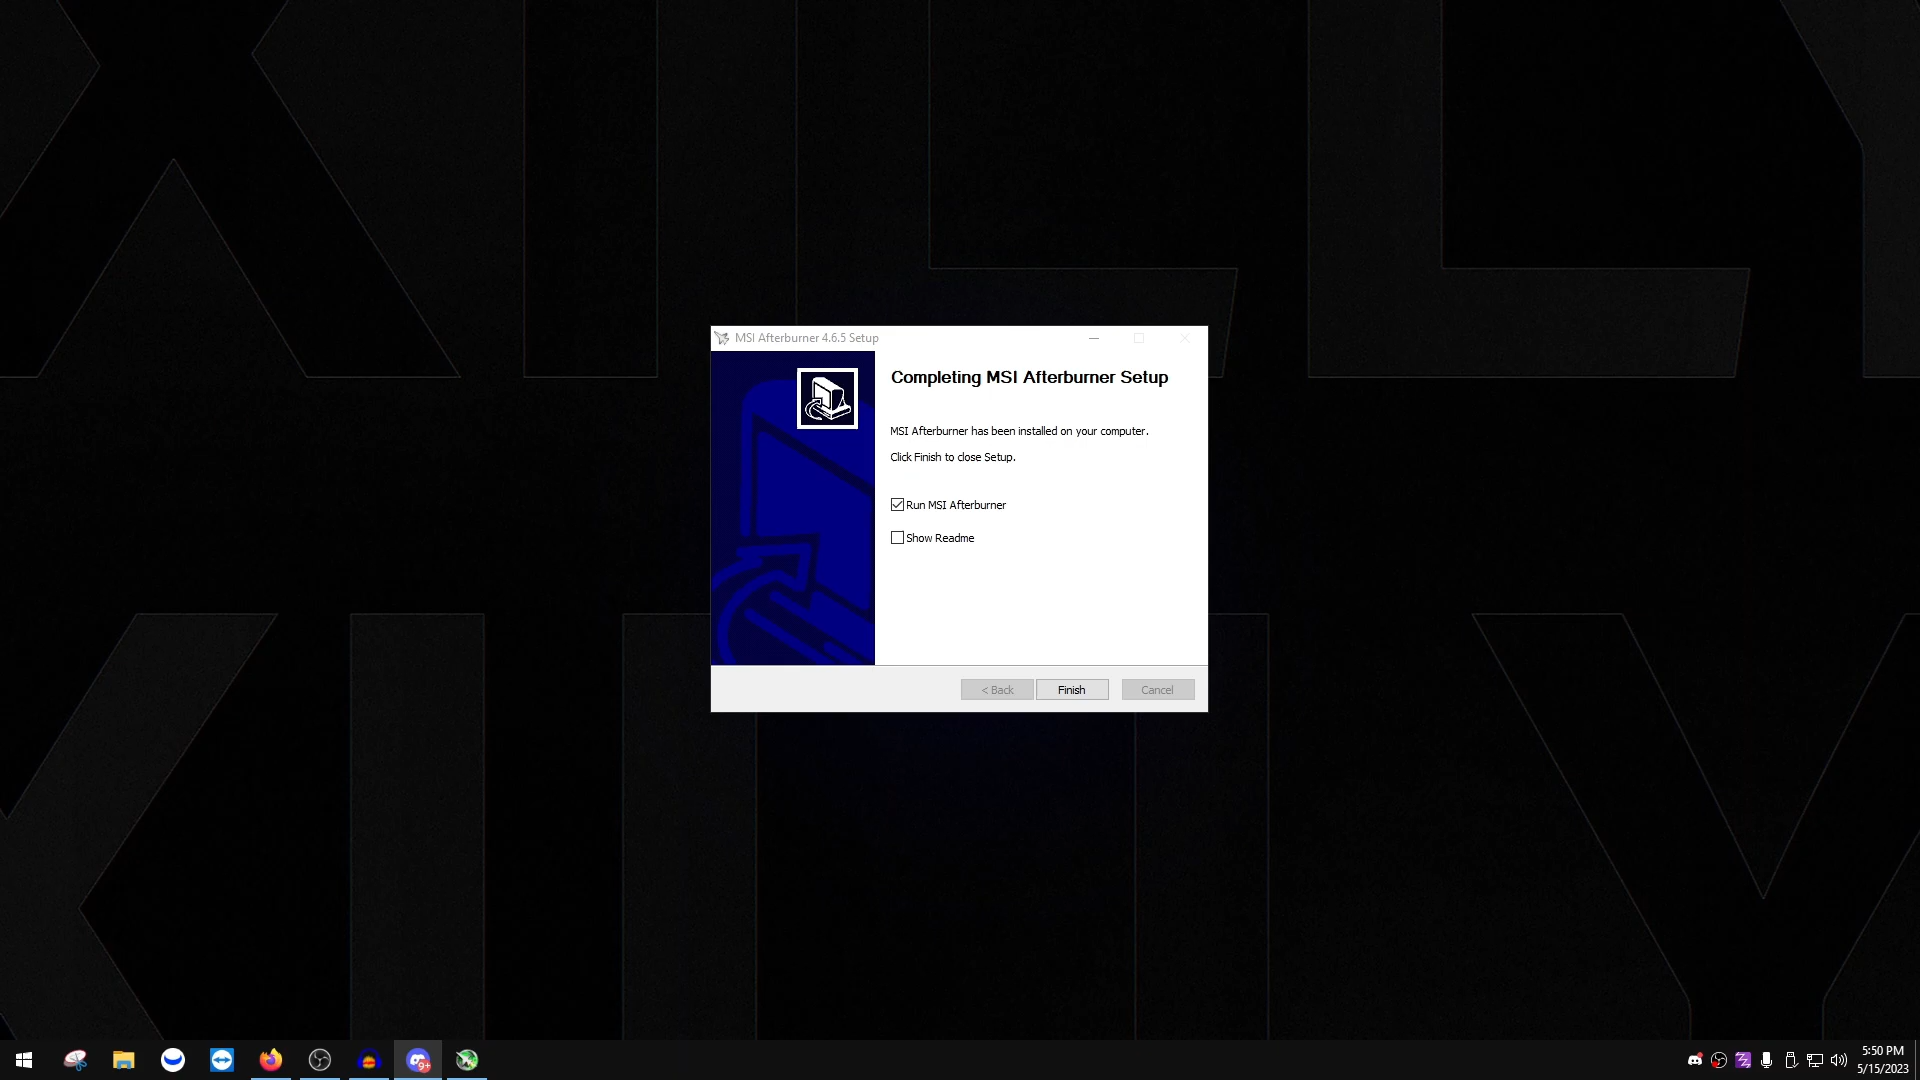 MSI Afterburner 4.6.5 Setup
Completing MSI Afterburner Setup
MSI Afterburner has been installed on your computer.
Click Finish to close Setup.
Run MSI Afterburner
Show Readme
< Back
Finish
Cancel
9+
5:50 PM
5/15/2023